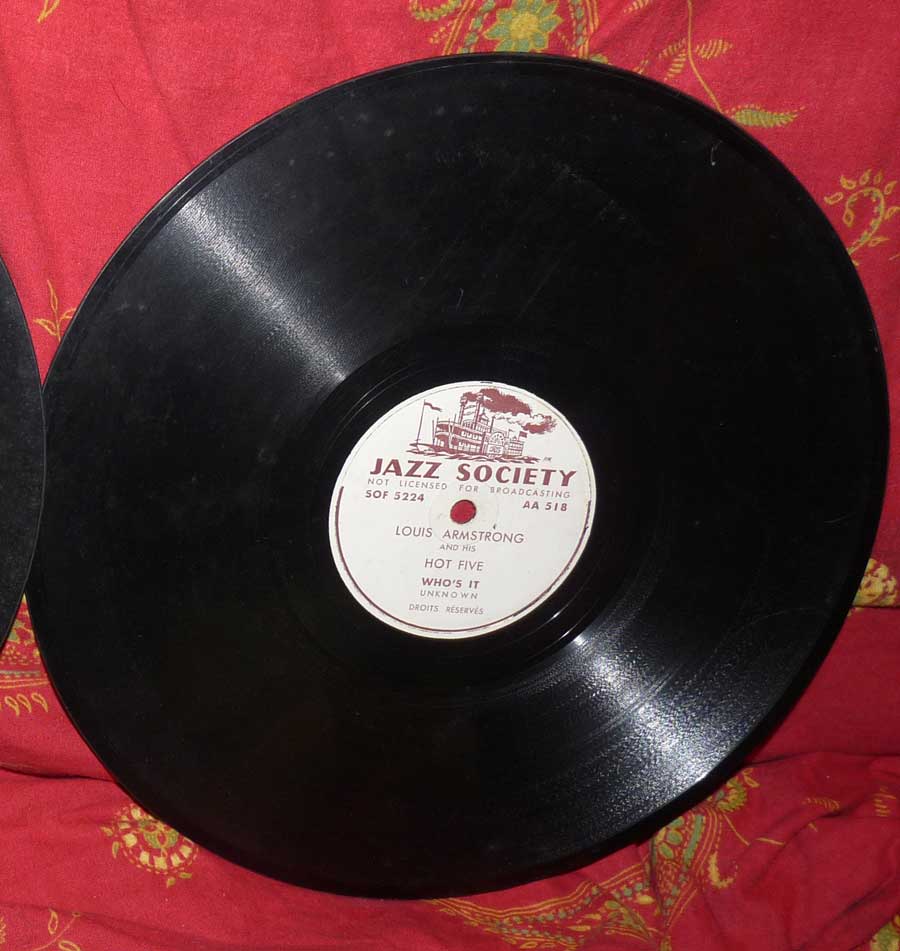 JAZZ SOCIETY
NOT LICENSED FOR BROADCASTING
SOF 5224 AA 518
LOUIS ARMSTRONG
AND HIS
HOT FIVE
WHO'S IT
UNKNOWN
DROITS RÉSERVÉS